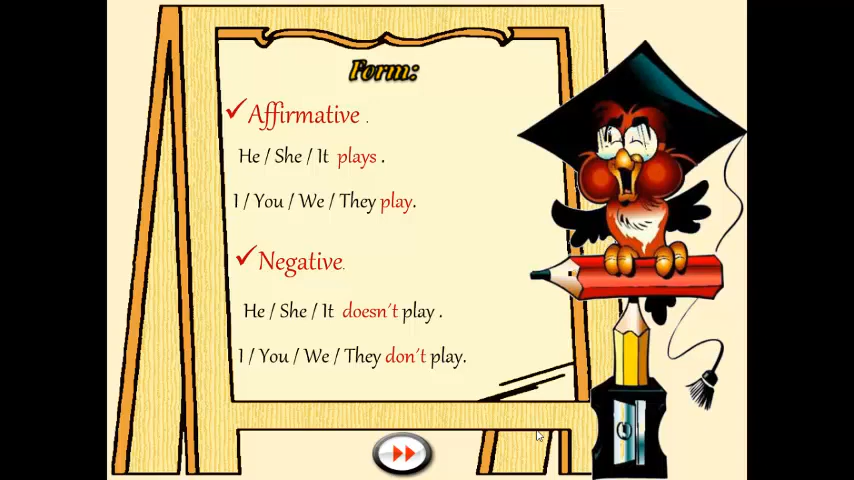 Form:
Affirmative .
He / She / It plays .
I / You / We / They play.
Negative.
He / She / It doesn't play .
I / You / We / They don't play.